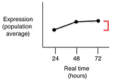 Expression
(population
average)
24 48 72
Real time
(hours)